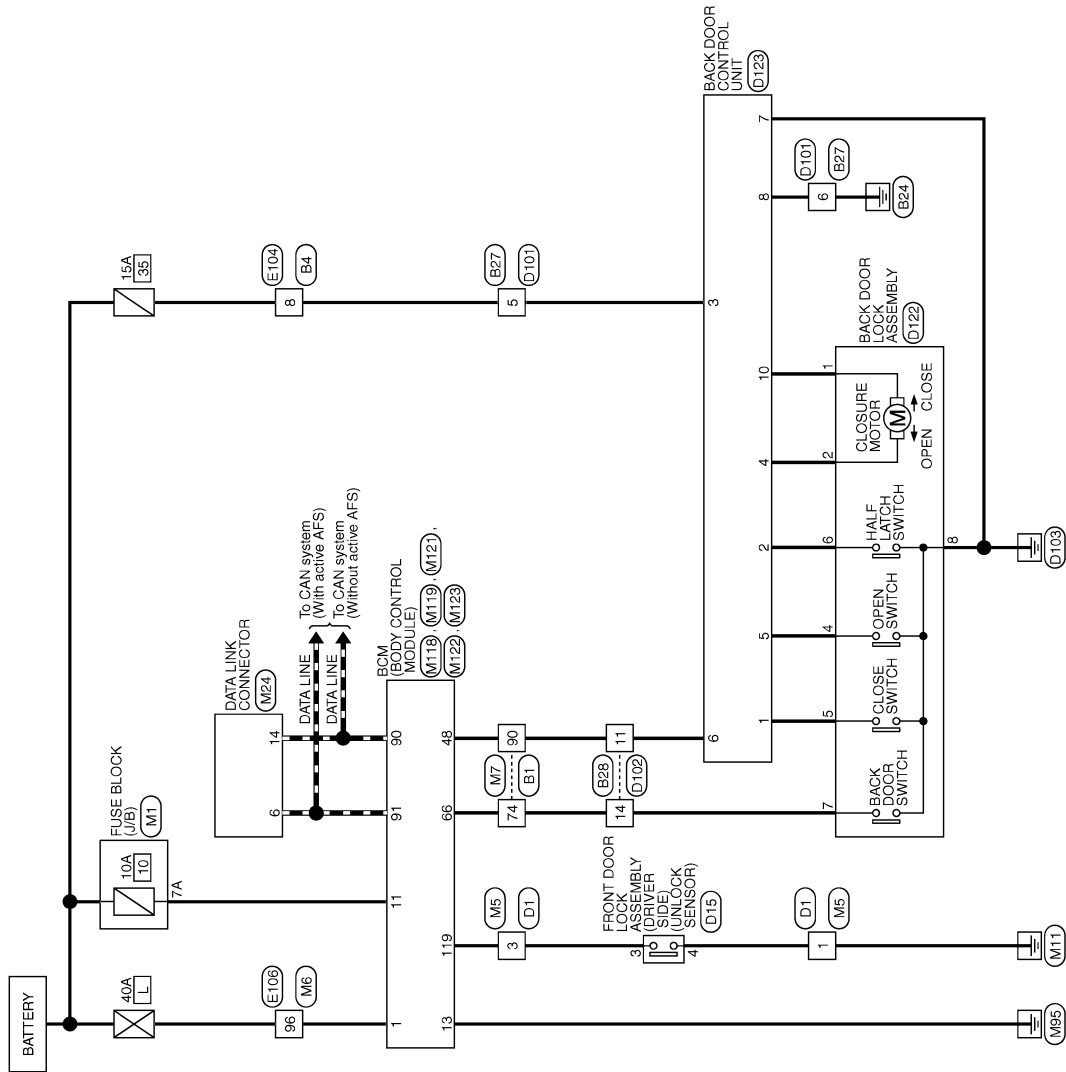 BATTERY
40A
L
E106
M6
96
1
13
M95
FUSE BLOCK
(J/B)
M1
10A
10
7A
11
119
M5
D1
3
FRONT DOOR
LOCK
ASSEMBLY
(DRIVER
SIDE)
(UNLOCK
SENSOR)
D15
3
4
D1
M5
1
M11
DATA LINK
CONNECTOR
M24
6
14
DATA LINE
DATA LINE
To CAN system
(With active AFS)
To CAN system
(Without active AFS)
91
90
BCM
(BODY CONTROL
MODULE)
M118 , M119 , M121 ,
M122 , M123
66
48
M7
B1
74
90
B28
D102
14
11
15A
35
E104
B4
8
B27
D101
5
BACK DOOR
CONTROL
UNIT
D123
6
3
1
5
2
4
10
8
7
D101
B27
6
B24
BACK DOOR
LOCK
ASSEMBLY
D122
7
5
4
6
2
1
BACK
DOOR
SWITCH
CLOSE
SWITCH
OPEN
SWITCH
HALF
LATCH
SWITCH
CLOSURE
MOTOR
M
OPEN
CLOSE
8
D103